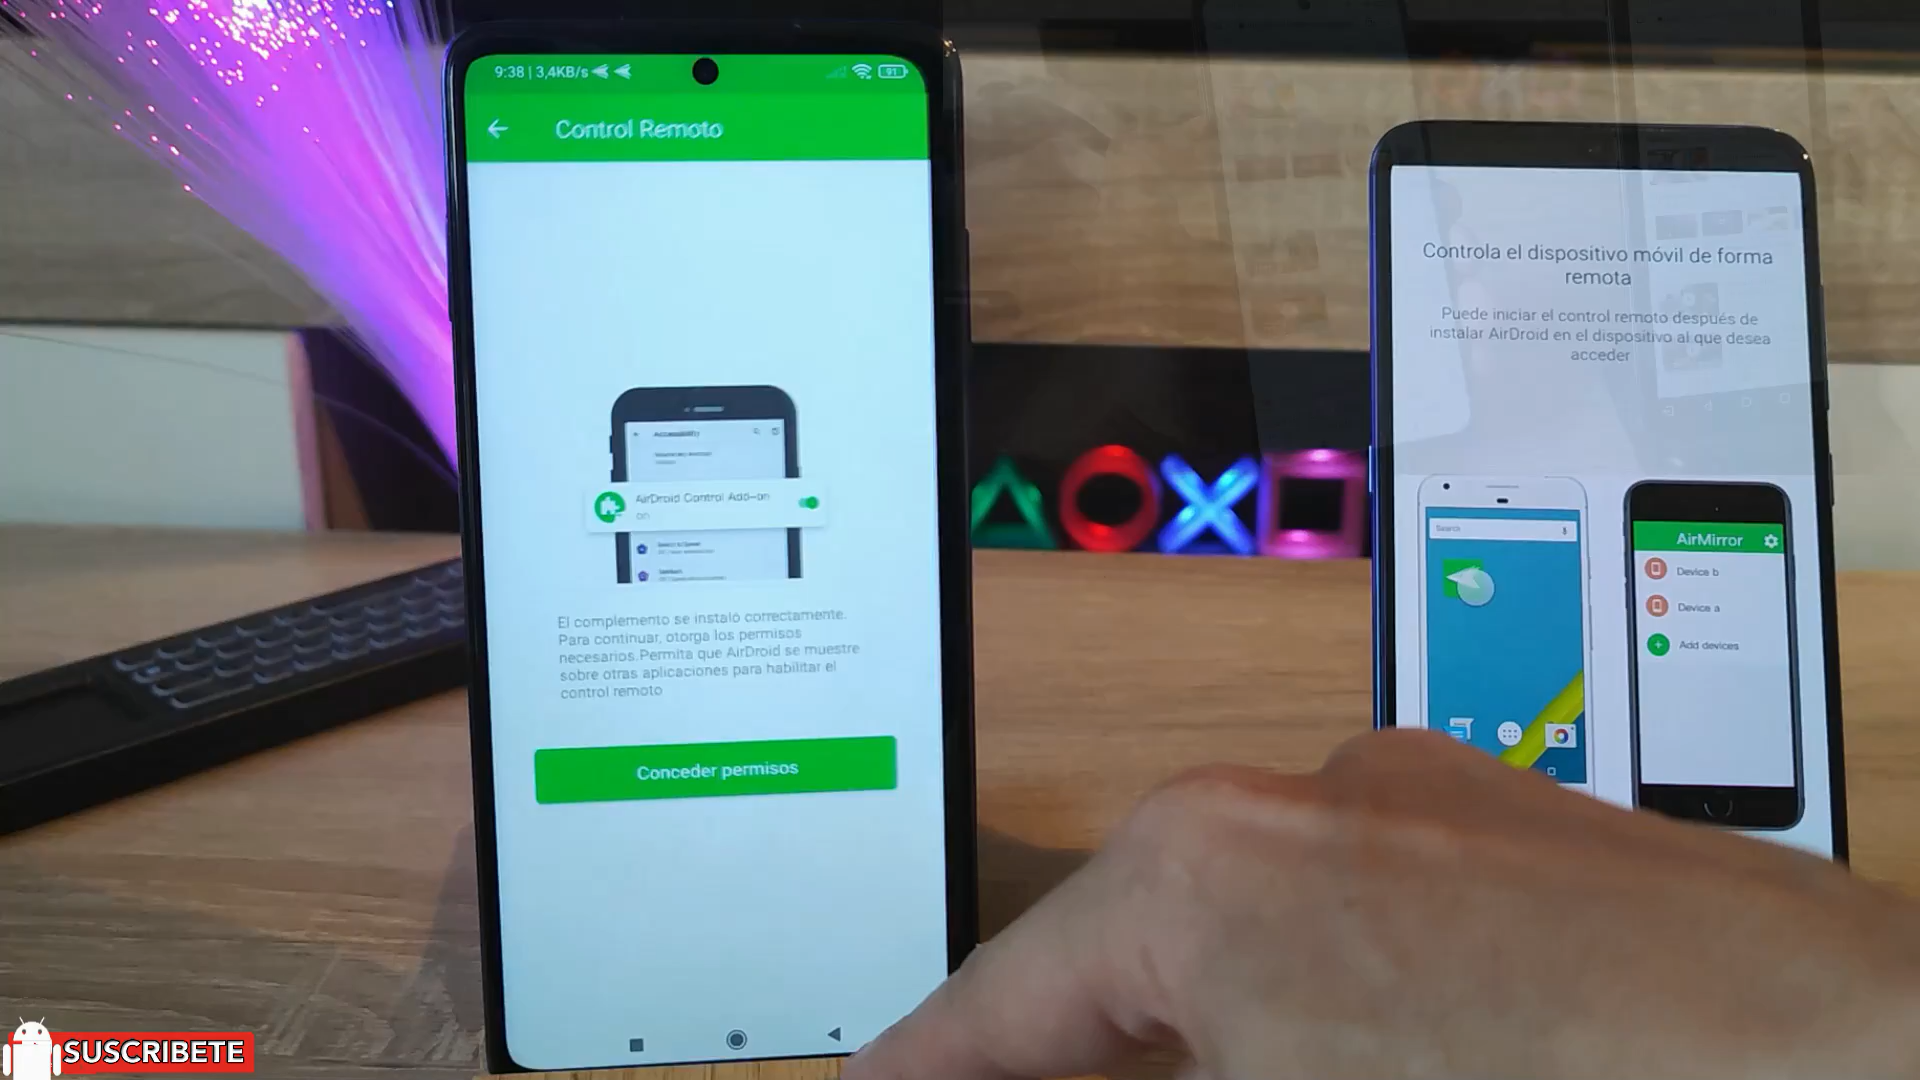 9:38 | 3,4KB/s
91
Control Remoto
Accessibility
AirDroid Control Add-on
on
El complemento se instaló correctamente.
Para continuar, otorga los permisos
necesarios.Permita que AirDroid se muestre
sobre otras aplicaciones para habilitar el
control remoto
Conceder permisos
Controla el dispositivo móvil de forma
remota
Puede iniciar el control remoto después de
instalar AirDroid en el dispositivo al que desea
acceder
Search
AirMirror
Device b
Device a
Add devices
SUSCRIBETE